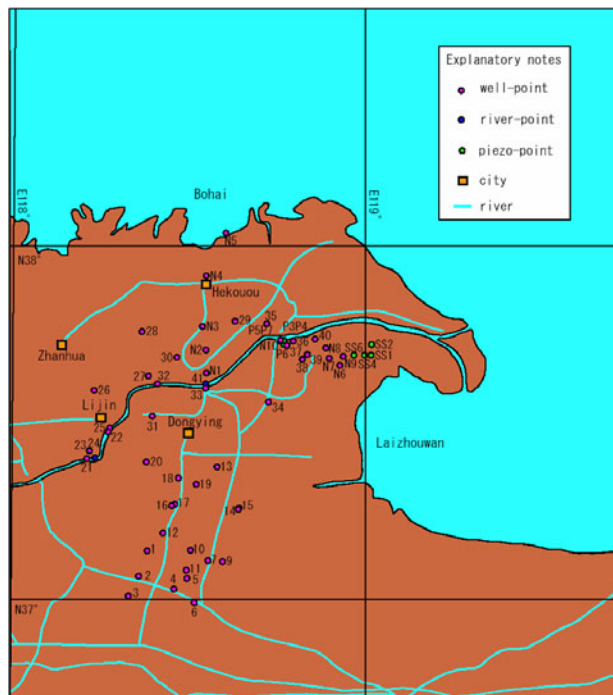 Explanatory notes
well-point
river-point
piezo-point
city
river
E118°
E119°
Bohai
N5
N38°
N4
Hekouou
N3
29
35
28
P5P7
P3P4
40
36
Zhanhua
30
N2
N10
P6
37
N8
SS6
SS2
38
39
N7
N9
SS1
SS4
N6
27
32
N1
41
33
26
34
Lijin
31
Dongying
Laizhouwan
25
22
24
23
21
20
13
18
19
16
17
14
15
12
1
10
7
9
11
2
5
4
3
6
N37°